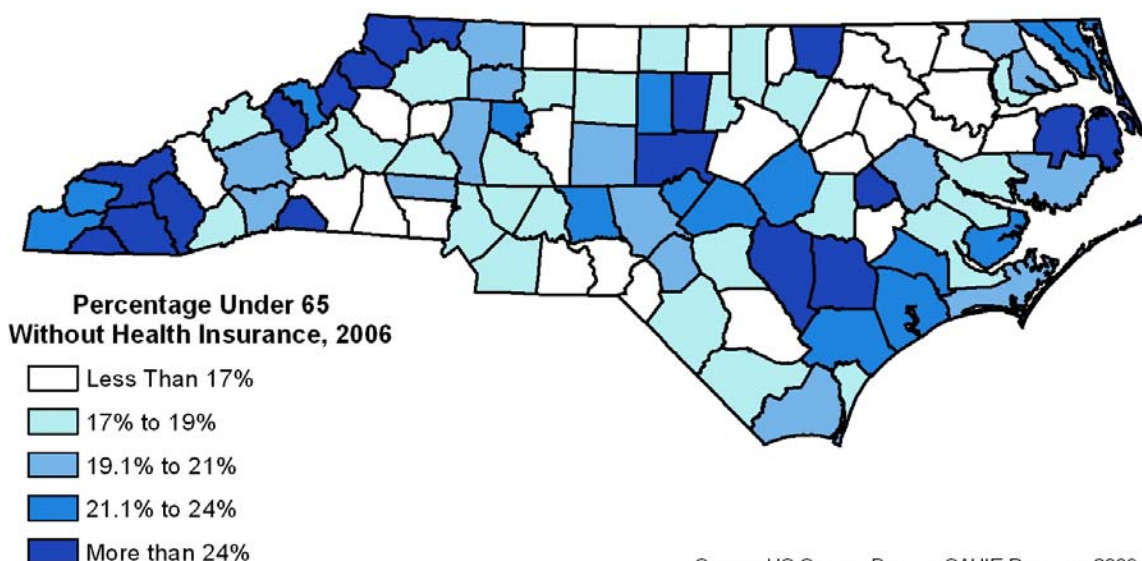 Percentage Under 65
Without Health Insurance, 2006
Less Than 17%
17% to 19%
19.1% to 21%
21.1% to 24%
More than 24%